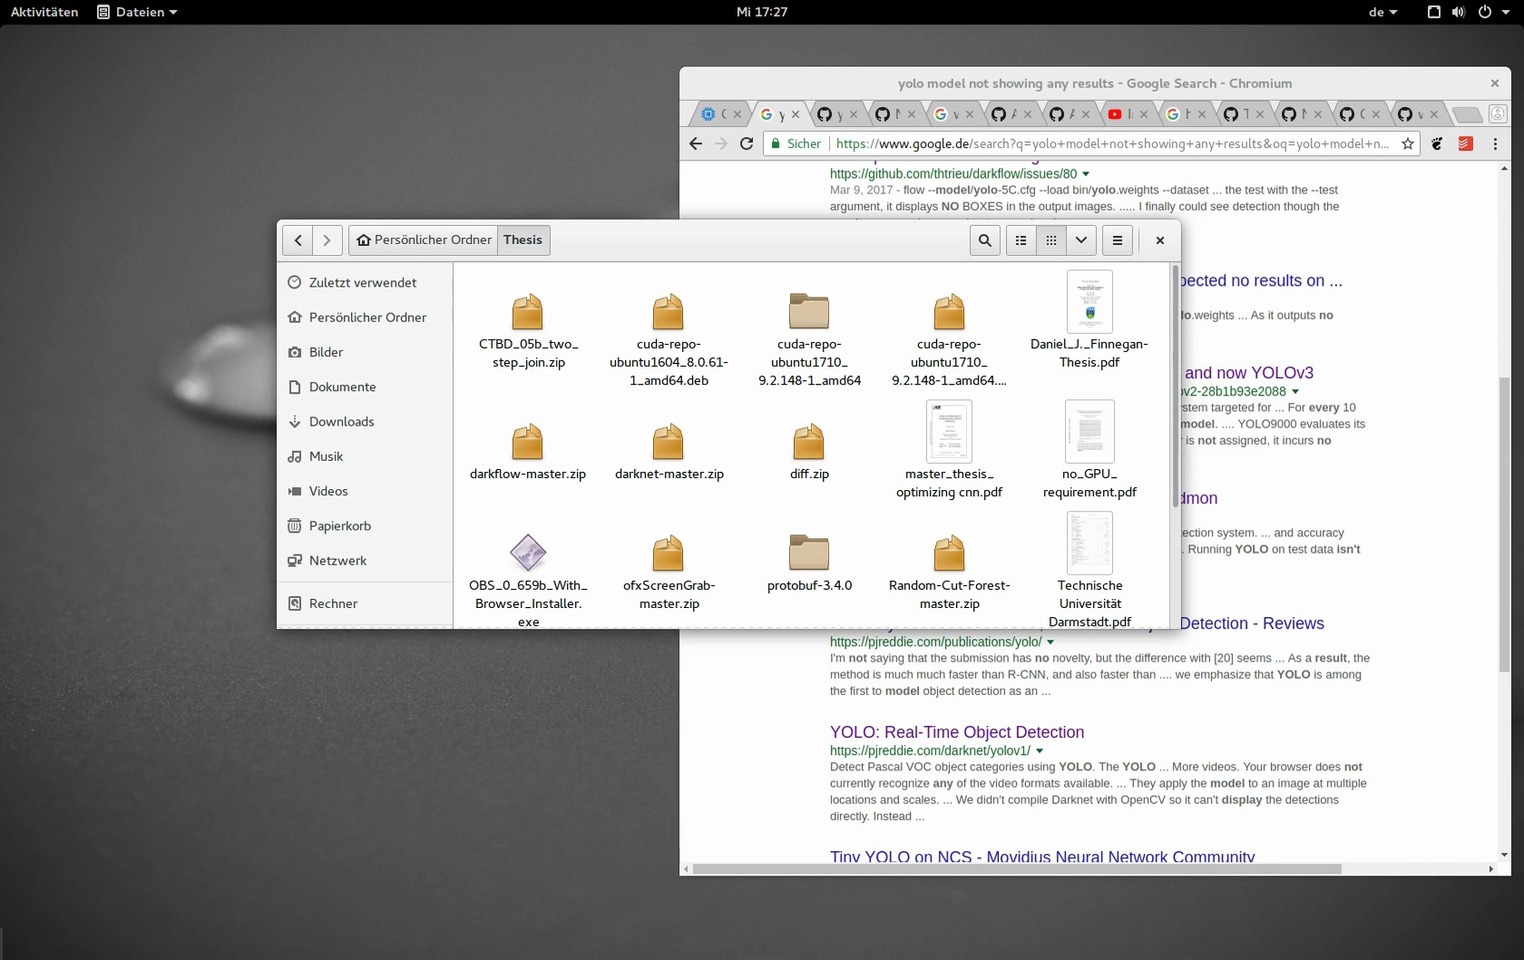 Aktivitäten
Dateien
Mi 17:27
de
yolo model not showing any results - Google Search - Chromium
Sicher
https://www.google.de/search?q=yolo+model+not+showing+any+results&oq=yolo+model+n...
https://github.com/thtrieu/darkflow/issues/80
Mar 9, 2017 - flow --model/yolo-5C.cfg --load bin/yolo.weights --dataset ... the test with the --test
argument, it displays NO BOXES in the output images. ..... I finally could see detection though the
Persönlicher Ordner
Thesis
Zuletzt verwendet
Persönlicher Ordner
Bilder
Dokumente
Downloads
Musik
Videos
Papierkorb
Netzwerk
Rechner
CTBD_05b_two_
step_join.zip
cuda-repo-
ubuntu1604_8.0.61-
1_amd64.deb
cuda-repo-
ubuntu1710_
9.2.148-1_amd64
cuda-repo-
ubuntu1710_
9.2.148-1_amd64....
Daniel_J._Finnegan-
Thesis.pdf
darkflow-master.zip
darknet-master.zip
diff.zip
master_thesis_
optimizing cnn.pdf
no_GPU_
requirement.pdf
OBS_0_659b_With_
Browser_Installer.
exe
ofxScreenGrab-
master.zip
protobuf-3.4.0
Random-Cut-Forest-
master.zip
Technische
Universität
Darmstadt.pdf
pected no results on ...
lo.weights ... As it outputs no
and now YOLOv3
ov2-28b1b93e2088
stem targeted for ... For every 10
model. .... YOLO9000 evaluates its
r is not assigned, it incurs no
dmon
ection system. ... and accuracy
. Running YOLO on test data isn't
Detection - Reviews
https://pjreddie.com/publications/yolo/
I'm not saying that the submission has no novelty, but the difference with [20] seems ... As a result, the
method is much much faster than R-CNN, and also faster than .... we emphasize that YOLO is among
the first to model object detection as an ...
YOLO: Real-Time Object Detection
https://pjreddie.com/darknet/yolov1/
Detect Pascal VOC object categories using YOLO. The YOLO ... More videos. Your browser does not
currently recognize any of the video formats available. ... They apply the model to an image at multiple
locations and scales. ... We didn't compile Darknet with OpenCV so it can't display the detections
directly. Instead ...
Tiny YOLO on NCS - Movidius Neural Network Community